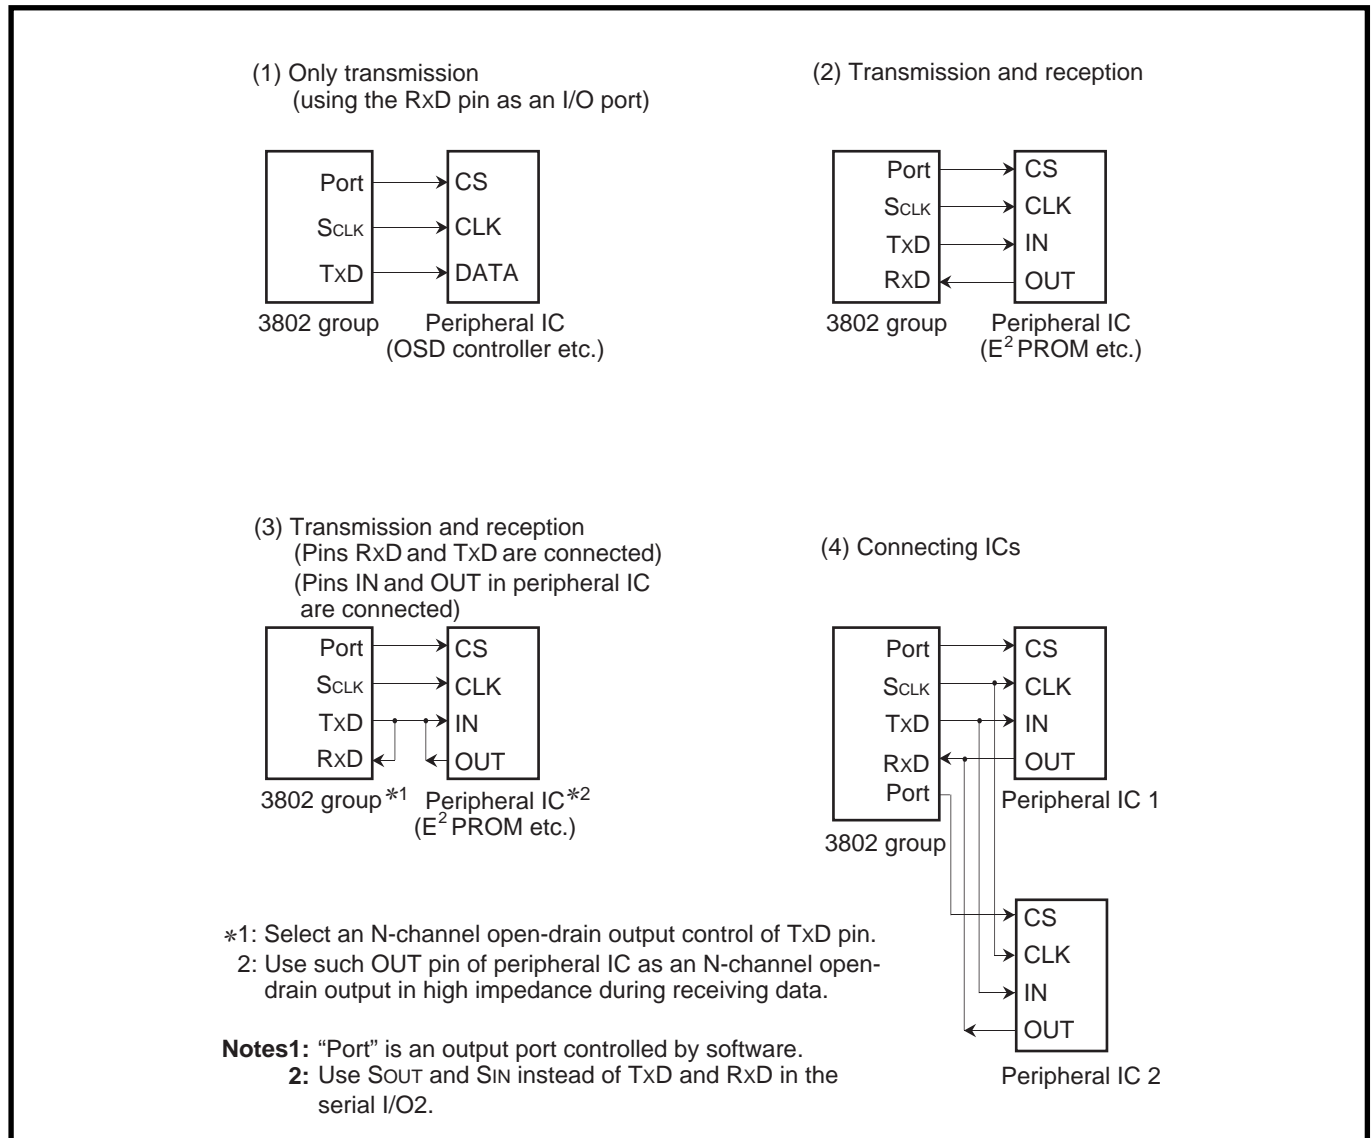 (1) Only transmission
(using the RxD pin as an I/O port)
Port
SCLK
TxD
CS
CLK
DATA
3802 group
Peripheral IC
(OSD controller etc.)
(2) Transmission and reception
Port
SCLK
TxD
RxD
CS
CLK
IN
OUT
3802 group
Peripheral IC
(E² PROM etc.)
(3) Transmission and reception
(Pins RxD and TxD are connected)
(Pins IN and OUT in peripheral IC
are connected)
Port
SCLK
TxD
RxD
CS
CLK
IN
OUT
3802 group *1
Peripheral IC *2
(E² PROM etc.)
(4) Connecting ICs
Port
SCLK
TxD
RxD
Port
CS
CLK
IN
OUT
3802 group
Peripheral IC 1
CS
CLK
IN
OUT
Peripheral IC 2
*1: Select an N-channel open-drain output control of TxD pin.
2: Use such OUT pin of peripheral IC as an N-channel open-
drain output in high impedance during receiving data.
Notes1: “Port” is an output port controlled by software.
2: Use SOUT and SIN instead of TxD and RxD in the
serial I/O2.